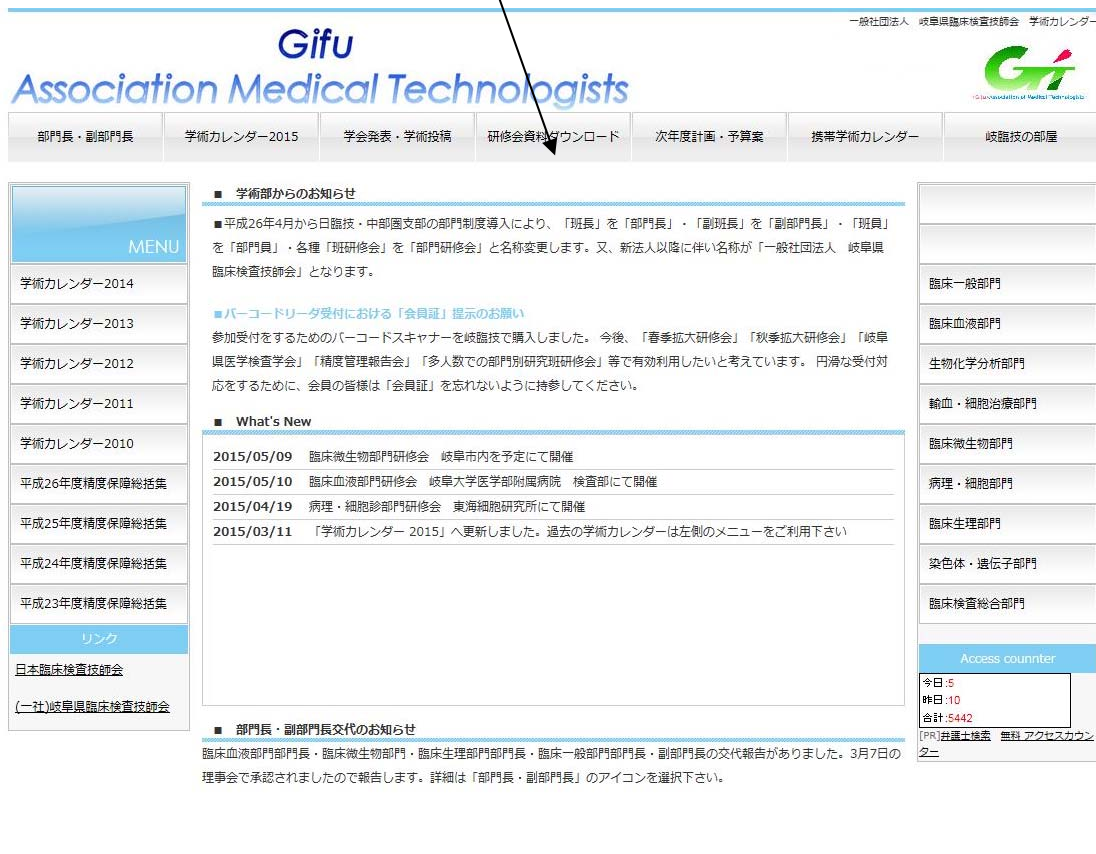 一般社団法人 岐阜県臨床検査技師会 学術カレンダー
Gifu
Association Medical Technologists
GiT
Gifu Association of Medical Technologists
部門長・副部門長
学術カレンダー2015
学会発表・学術投稿
研修会資料ダウンロード
次年度計画・予算案
携帯学術カレンダー
岐臨技の部屋
MENU
学術カレンダー2014
学術カレンダー2013
学術カレンダー2012
学術カレンダー2011
学術カレンダー2010
平成26年度精度保障総括集
平成25年度精度保障総括集
平成24年度精度保障総括集
平成23年度精度保障総括集
リンク
日本臨床検査技師会
(一社)岐阜県臨床検査技師会
■ 学術部からのお知らせ
■平成26年4月から日臨技・中部圏支部の部門制度導入により、「班長」を「部門長」・「副班長」を「副部門長」・「班員」
を「部門員」・各種「班研修会」を「部門研修会」と名称変更します。又、新法人以降に伴い名称が「一般社団法人 岐阜県
臨床検査技師会」となります。
■バーコードリーダ受付における「会員証」提示のお願い
参加受付をするためのバーコードスキャナーを岐臨技で購入しました。 今後、「春季拡大研修会」「秋季拡大研修会」「岐阜
県医学検査学会」「精度管理報告会」「多人数での部門別研究班研修会」等で有効利用したいと考えています。 円滑な受付対
応をするために、会員の皆様は「会員証」を忘れないように持参してください。
■ What's New
2015/05/09 臨床微生物部門研修会 岐阜市内を予定にて開催
2015/05/10 臨床血液部門研修会 岐阜大学医学部附属病院 検査部にて開催
2015/04/19 病理・細胞診部門研修会 東海細胞研究所にて開催
2015/03/11 「学術カレンダー 2015」へ更新しました。過去の学術カレンダーは左側のメニューをご利用下さい
■ 部門長・副部門長交代のお知らせ
臨床血液部門部門長・臨床微生物部門・臨床生理部門部門長・臨床一般部門部門長・副部門長の交代報告がありました。3月7日の
理事会で承認されましたので報告します。詳細は「部門長・副部門長」のアイコンを選択下さい。
臨床一般部門
臨床血液部門
生物化学分析部門
輸血・細胞治療部門
臨床微生物部門
病理・細胞部門
臨床生理部門
染色体・遺伝子部門
臨床検査総合部門
Access counnter
今日:5
昨日:10
合計:5442
[PR]弁護士検索 無料 アクセスカウン
ター